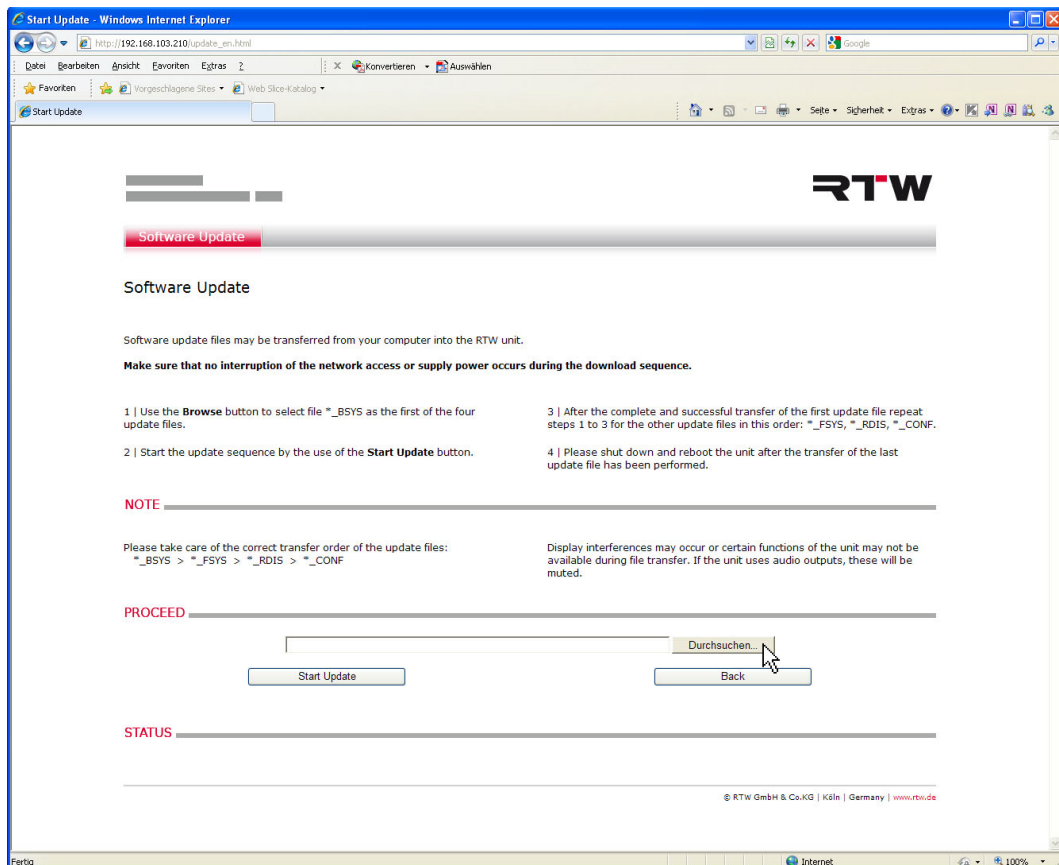 Start Update - Windows Internet Explorer
http://192.168.103.210/update_en.html
Google
Datei Bearbeiten Ansicht Favoriten Extras ?
X Konvertieren Auswählen
Favoriten Vorgeschlagene Sites Web Slice-Katalog
Start Update
Seite Sicherheit Extras
RTW
Software Update
Software Update
Software update files may be transferred from your computer into the RTW unit.
Make sure that no interruption of the network access or supply power occurs during the download sequence.
1 | Use the Browse button to select file *_BSYS as the first of the four
update files.
2 | Start the update sequence by the use of the Start Update button.
3 | After the complete and successful transfer of the first update file repeat
steps 1 to 3 for the other update files in this order: *_FSYS, *_RDIS, *_CONF.
4 | Please shut down and reboot the unit after the transfer of the last
update file has been performed.
NOTE
Please take care of the correct transfer order of the update files:
*_BSYS > *_FSYS > *_RDIS > *_CONF
Display interferences may occur or certain functions of the unit may not be
available during file transfer. If the unit uses audio outputs, these will be
muted.
PROCEED
Durchsuchen...
Start Update Back
STATUS
© RTW GmbH & Co.KG | Köln | Germany | www.rtw.de
Fertig Internet 100%